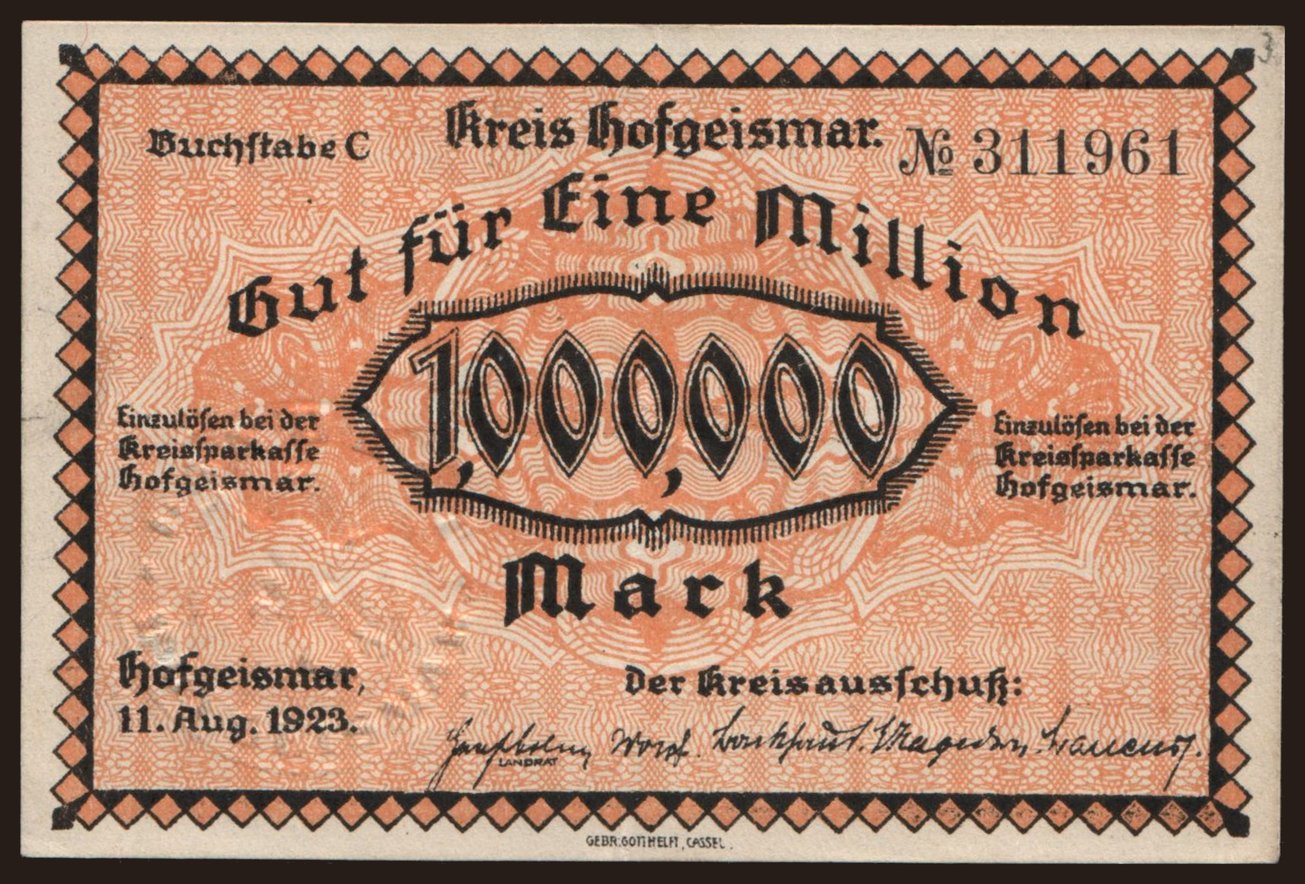 Kreis Hofgeismar.
Buchstabe C
№ 311961
Gut für Eine Million
1,000,000
Einzulösen bei der
Kreissparkasse
Hofgeismar.
Einzulösen bei der
Kreissparkasse
Hofgeismar.
Mark
Hofgeismar,
11. Aug. 1923.
Der Kreisausschuß:
LANDRAT
GEBR. GOTTHELFT, CASSEL.